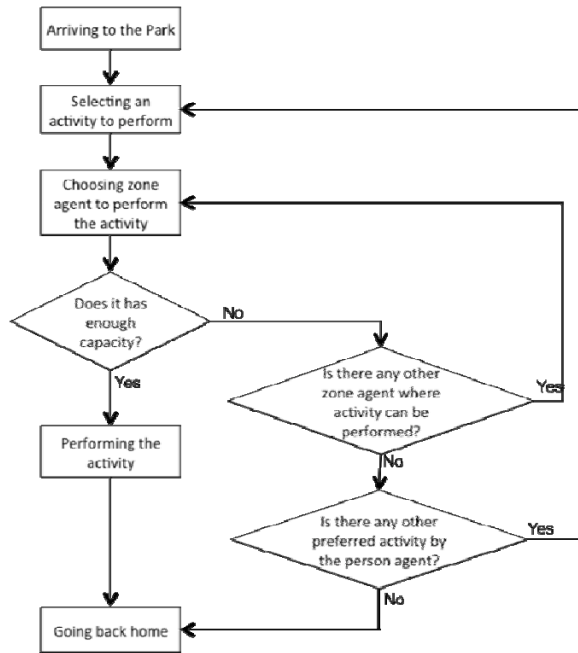 Arriving to the Park
Selecting an
activity to perform
Choosing zone
agent to perform
the activity
Does it has
enough
capacity?
No
Yes
Is there any other
zone agent where
activity can be
performed?
Yes
No
Performing the
activity
Is there any other
preferred activity by
the person agent?
Yes
No
Going back home